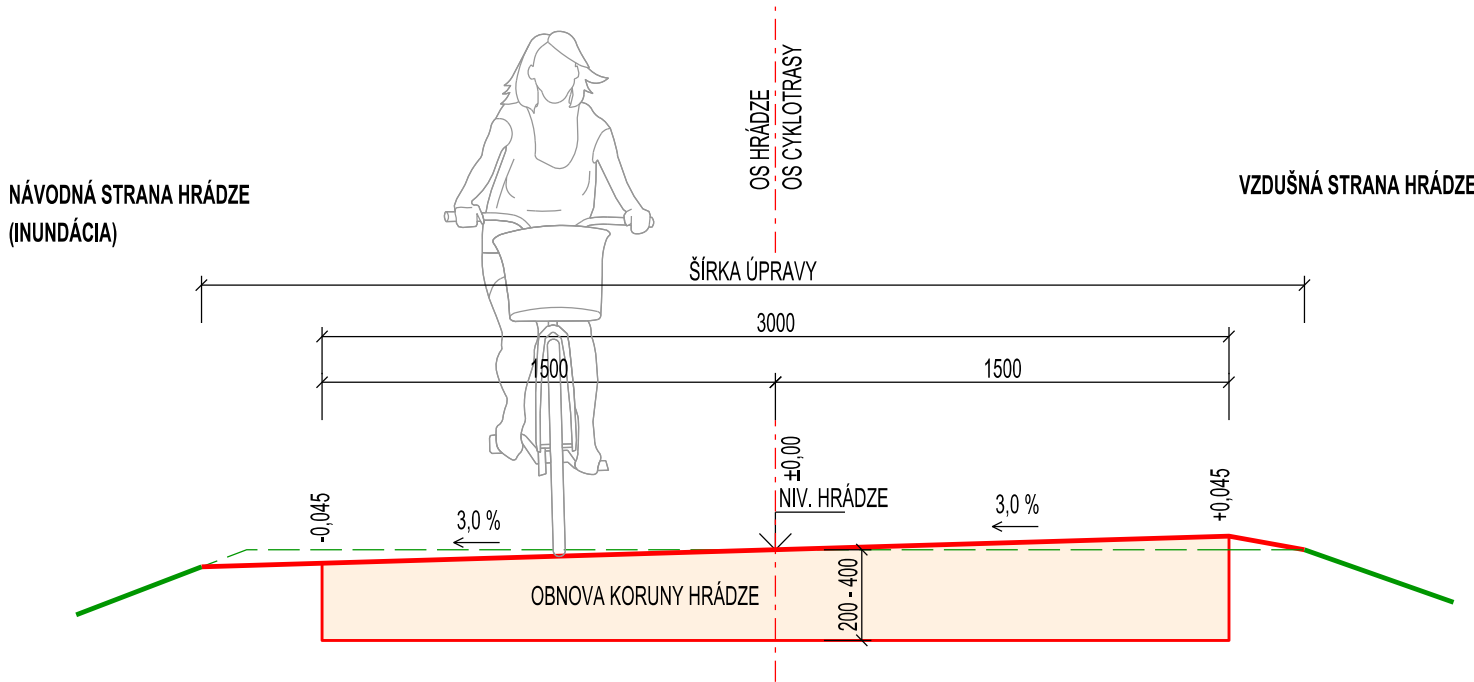 OS HRÁDZE
OS CYKLOTRASY
NÁVODNÁ STRANA HRÁDZE
(INUNDÁCIA)
VZDUŠNÁ STRANA HRÁDZE
ŠÍRKA ÚPRAVY
3000
1500
1500
-0,045
3,0 %
±0,00
NIV. HRÁDZE
3,0 %
+0,045
OBNOVA KORUNY HRÁDZE
200 - 400